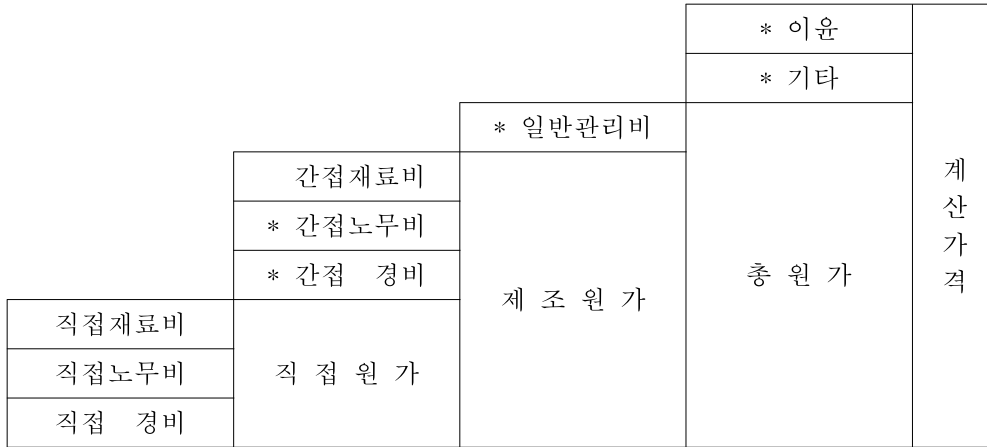 * 이윤
* 기타
* 일반관리비
간접재료비
* 간접노무비
* 간접 경비
직접재료비
직접노무비
직접 경비
직 접 원 가
제 조 원 가
총 원 가
계
산
가
격